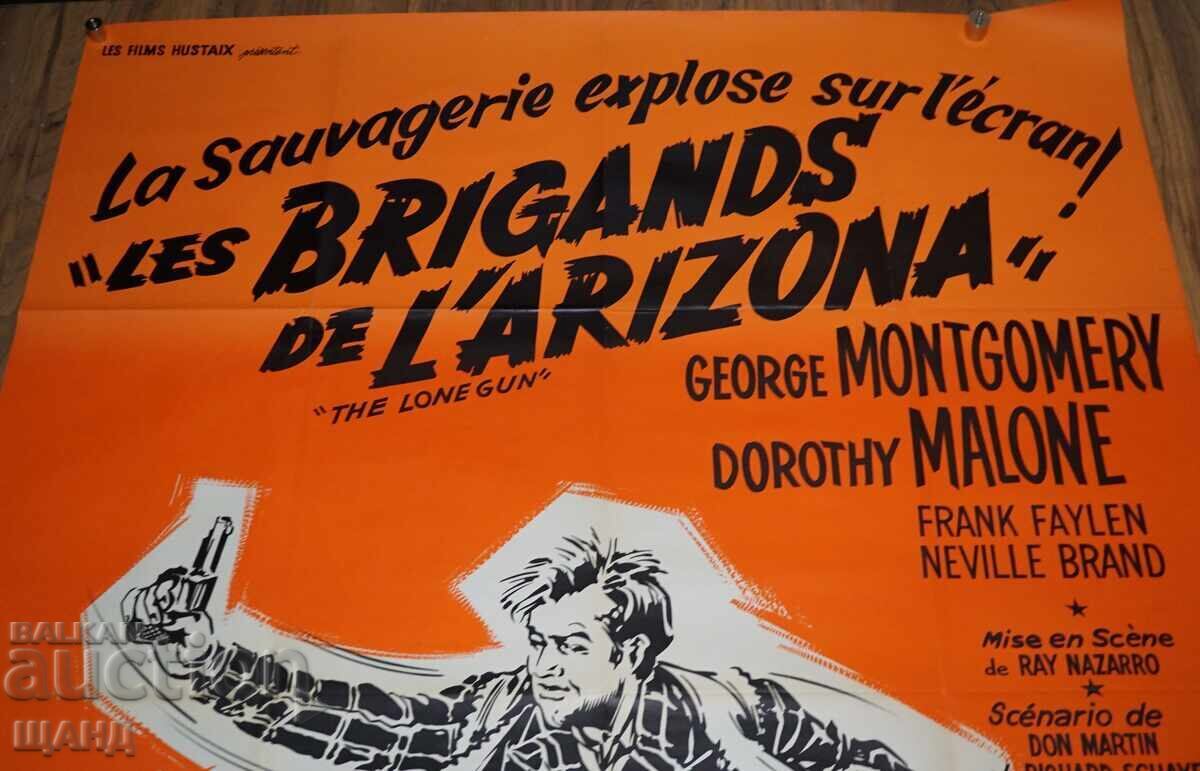 LES FILMS HUSTAIX présentent
La Sauvagerie explose sur l'écran!
"LES BRIGANDS
DE L'ARIZONA"
"THE LONE GUN"
GEORGE MONTGOMERY
DOROTHY MALONE
FRANK FAYLEN
NEVILLE BRAND
Mise en Scène
de RAY NAZARRO
Scénario de
DON MARTIN
RICHARD
BALKAN
auction
ЩАНД